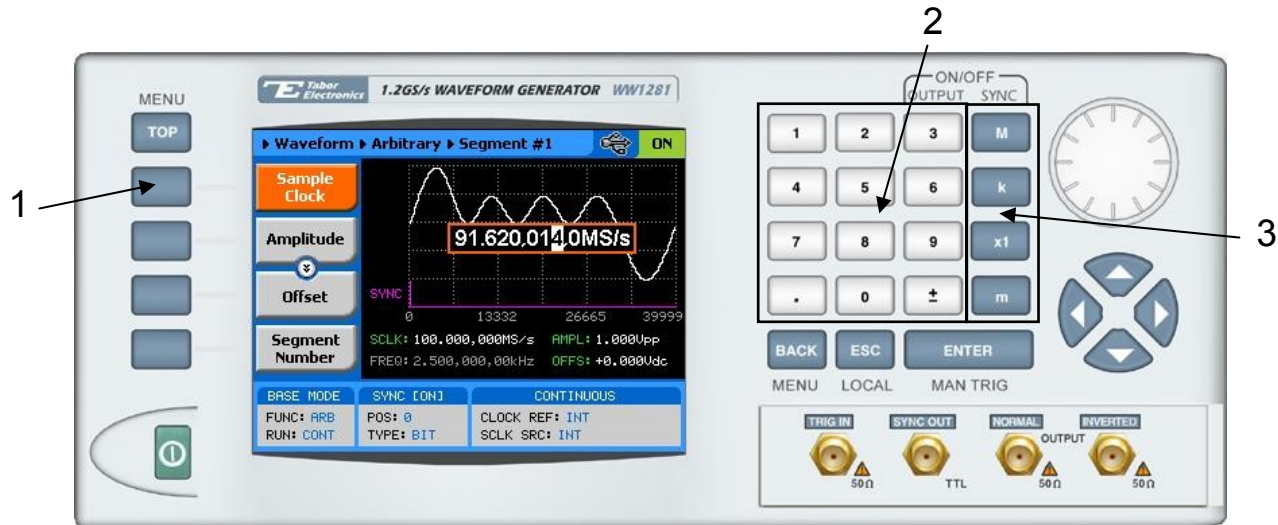 2
ON/OFF
OUTPUT SYNC
MENU
Tabor Electronics 1.2GS/s WAVEFORM GENERATOR WW1281
TOP
Waveform Arbitrary Segment #1 ON
1 2 3 M
Sample Clock
1
4 5 6 k
91.620,014,0MS/s
Amplitude
7 8 9 x1
3
Offset
SYNC
. 0 ± m
0 13332 26665 39999
Segment Number
SCLK: 100.000,000MS/s AMPL: 1.000Vpp
FREQ: 2.500,000,00kHz OFFS: +0.000Vdc
BACK ESC ENTER
MENU LOCAL MAN TRIG
BASE MODE SYNC [ON] CONTINUOUS
FUNC: ARB POS: 0 CLOCK REF: INT
RUN: CONT TYPE: BIT SCLK SRC: INT
TRIG IN SYNC OUT NORMAL INVERTED
OUTPUT
50Ω TTL 50Ω 50Ω